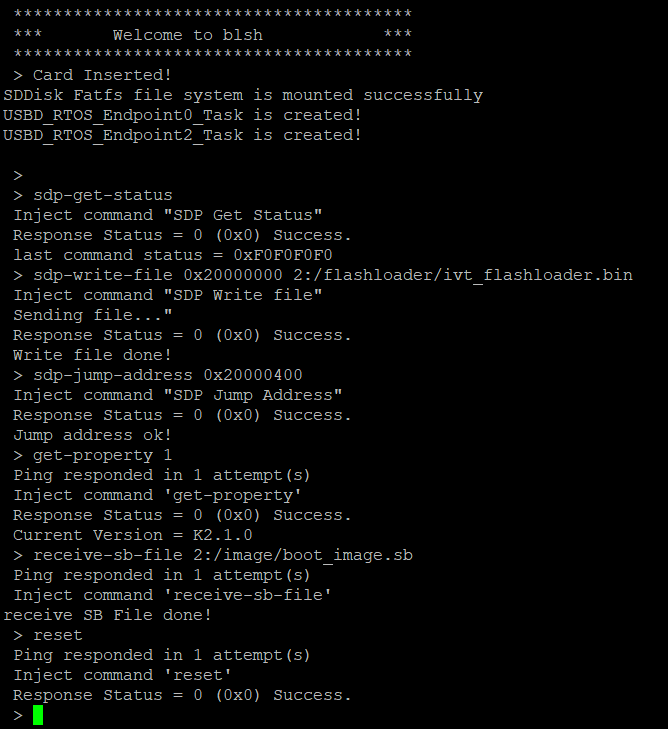 ****************************************
***       Welcome to blsh            ***
****************************************
> Card Inserted!
SDDisk Fatfs file system is mounted successfully
USBD_RTOS_Endpoint0_Task is created!
USBD_RTOS_Endpoint2_Task is created!
>
> sdp-get-status
Inject command "SDP Get Status"
Response Status = 0 (0x0) Success.
last command status = 0xF0F0F0F0
> sdp-write-file 0x20000000 2:/flashloader/ivt_flashloader.bin
Inject command "SDP Write file"
Sending file..."
Response Status = 0 (0x0) Success.
Write file done!
> sdp-jump-address 0x20000400
Inject command "SDP Jump Address"
Response Status = 0 (0x0) Success.
Jump address ok!
> get-property 1
Ping responded in 1 attempt(s)
Inject command 'get-property'
Response Status = 0 (0x0) Success.
Current Version = K2.1.0
> receive-sb-file 2:/image/boot_image.sb
Ping responded in 1 attempt(s)
Inject command 'receive-sb-file'
receive SB File done!
> reset
Ping responded in 1 attempt(s)
Inject command 'reset'
Response Status = 0 (0x0) Success.
>